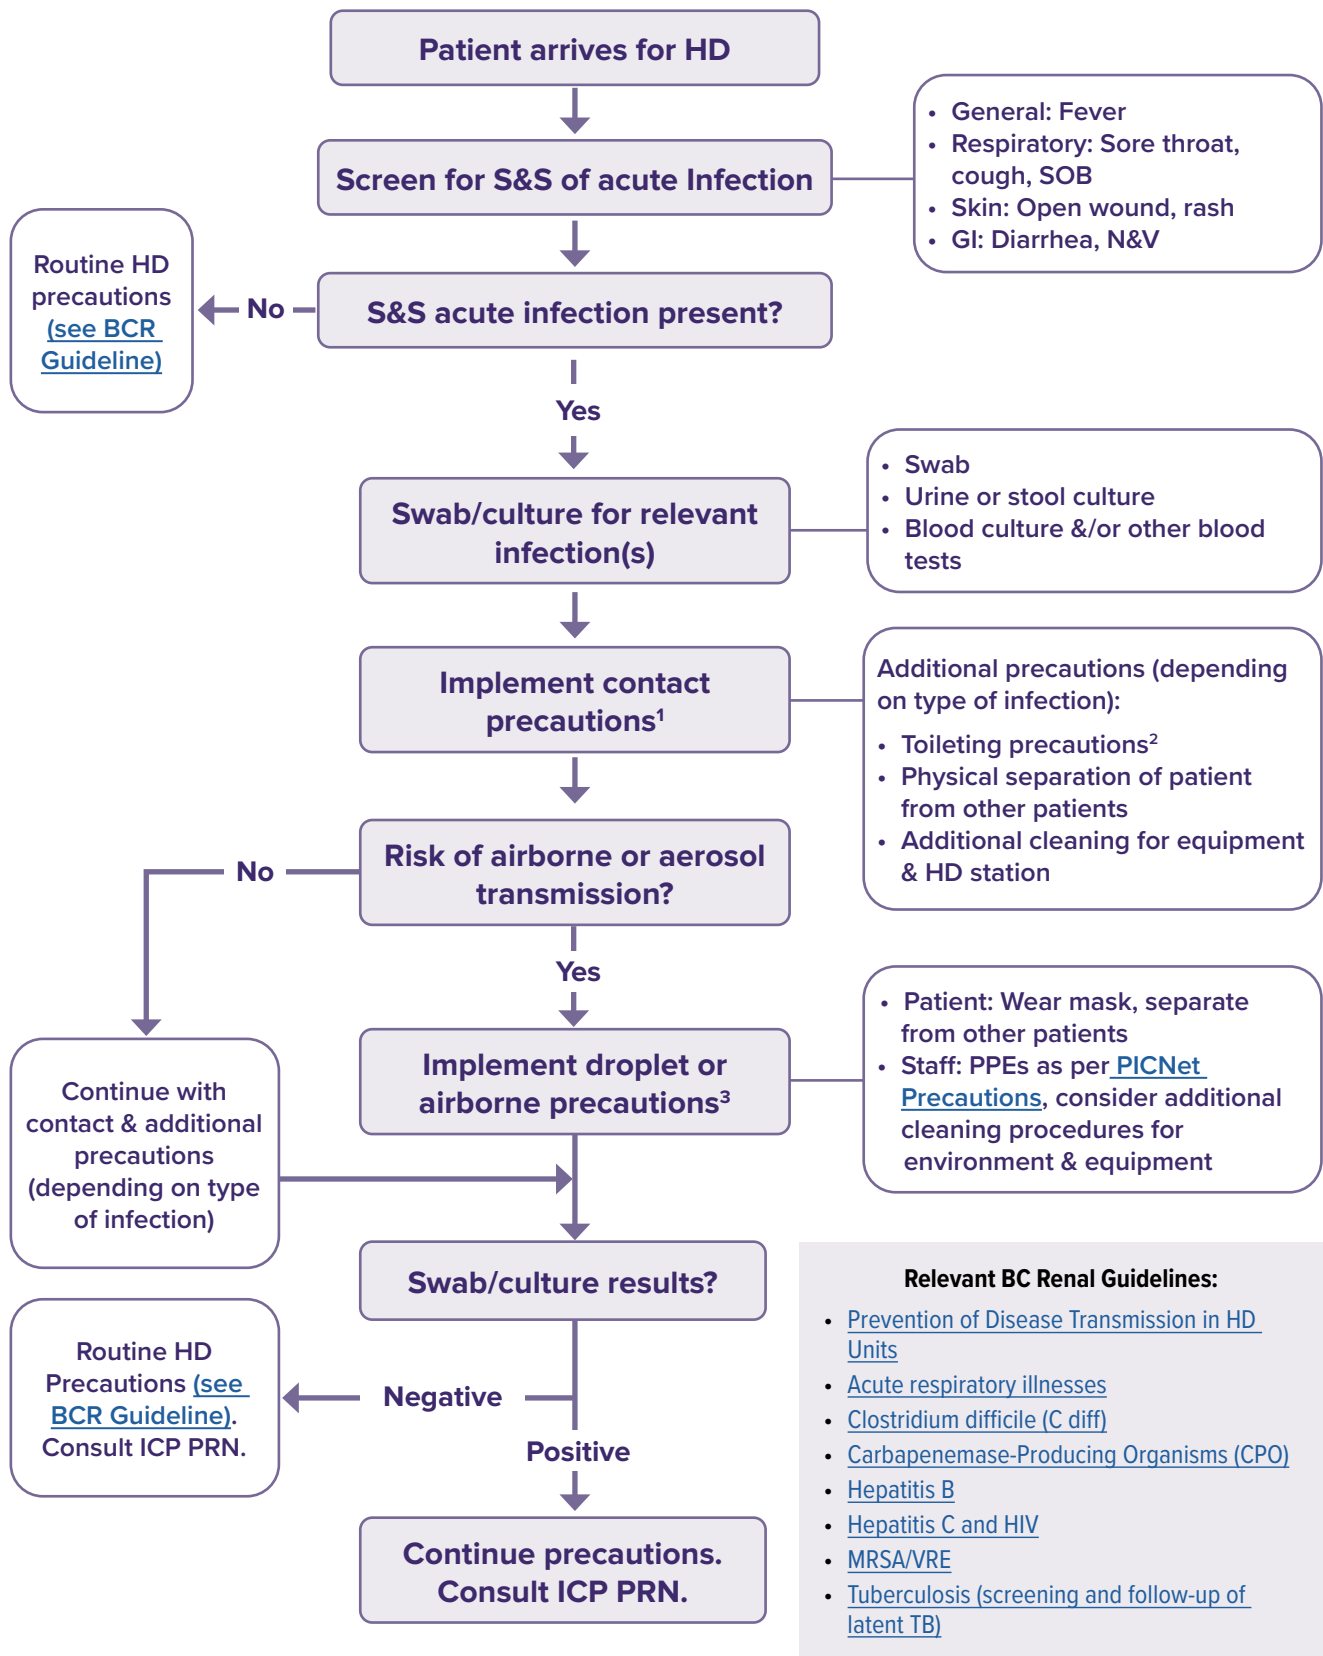 Patient arrives for HD
Screen for S&S of acute Infection
• General: Fever
• Respiratory: Sore throat,
cough, SOB
• Skin: Open wound, rash
• GI: Diarrhea, N&V
S&S acute infection present?
No
Routine HD
precautions
(see BCR
Guideline)
Yes
Swab/culture for relevant
infection(s)
• Swab
• Urine or stool culture
• Blood culture &/or other blood
tests
Implement contact
precautions¹
Additional precautions (depending
on type of infection):
• Toileting precautions²
• Physical separation of patient
from other patients
• Additional cleaning for equipment
& HD station
Risk of airborne or aerosol
transmission?
No
Continue with
contact & additional
precautions
(depending on type
of infection)
Yes
Implement droplet or
airborne precautions³
• Patient: Wear mask, separate
from other patients
• Staff: PPEs as per PICNet
Precautions, consider additional
cleaning procedures for
environment & equipment
Swab/culture results?
Negative
Routine HD
Precautions (see
BCR Guideline).
Consult ICP PRN.
Positive
Continue precautions.
Consult ICP PRN.
Relevant BC Renal Guidelines:
• Prevention of Disease Transmission in HD
Units
• Acute respiratory illnesses
• Clostridium difficile (C diff)
• Carbapenemase-Producing Organisms (CPO)
• Hepatitis B
• Hepatitis C and HIV
• MRSA/VRE
• Tuberculosis (screening and follow-up of
latent TB)